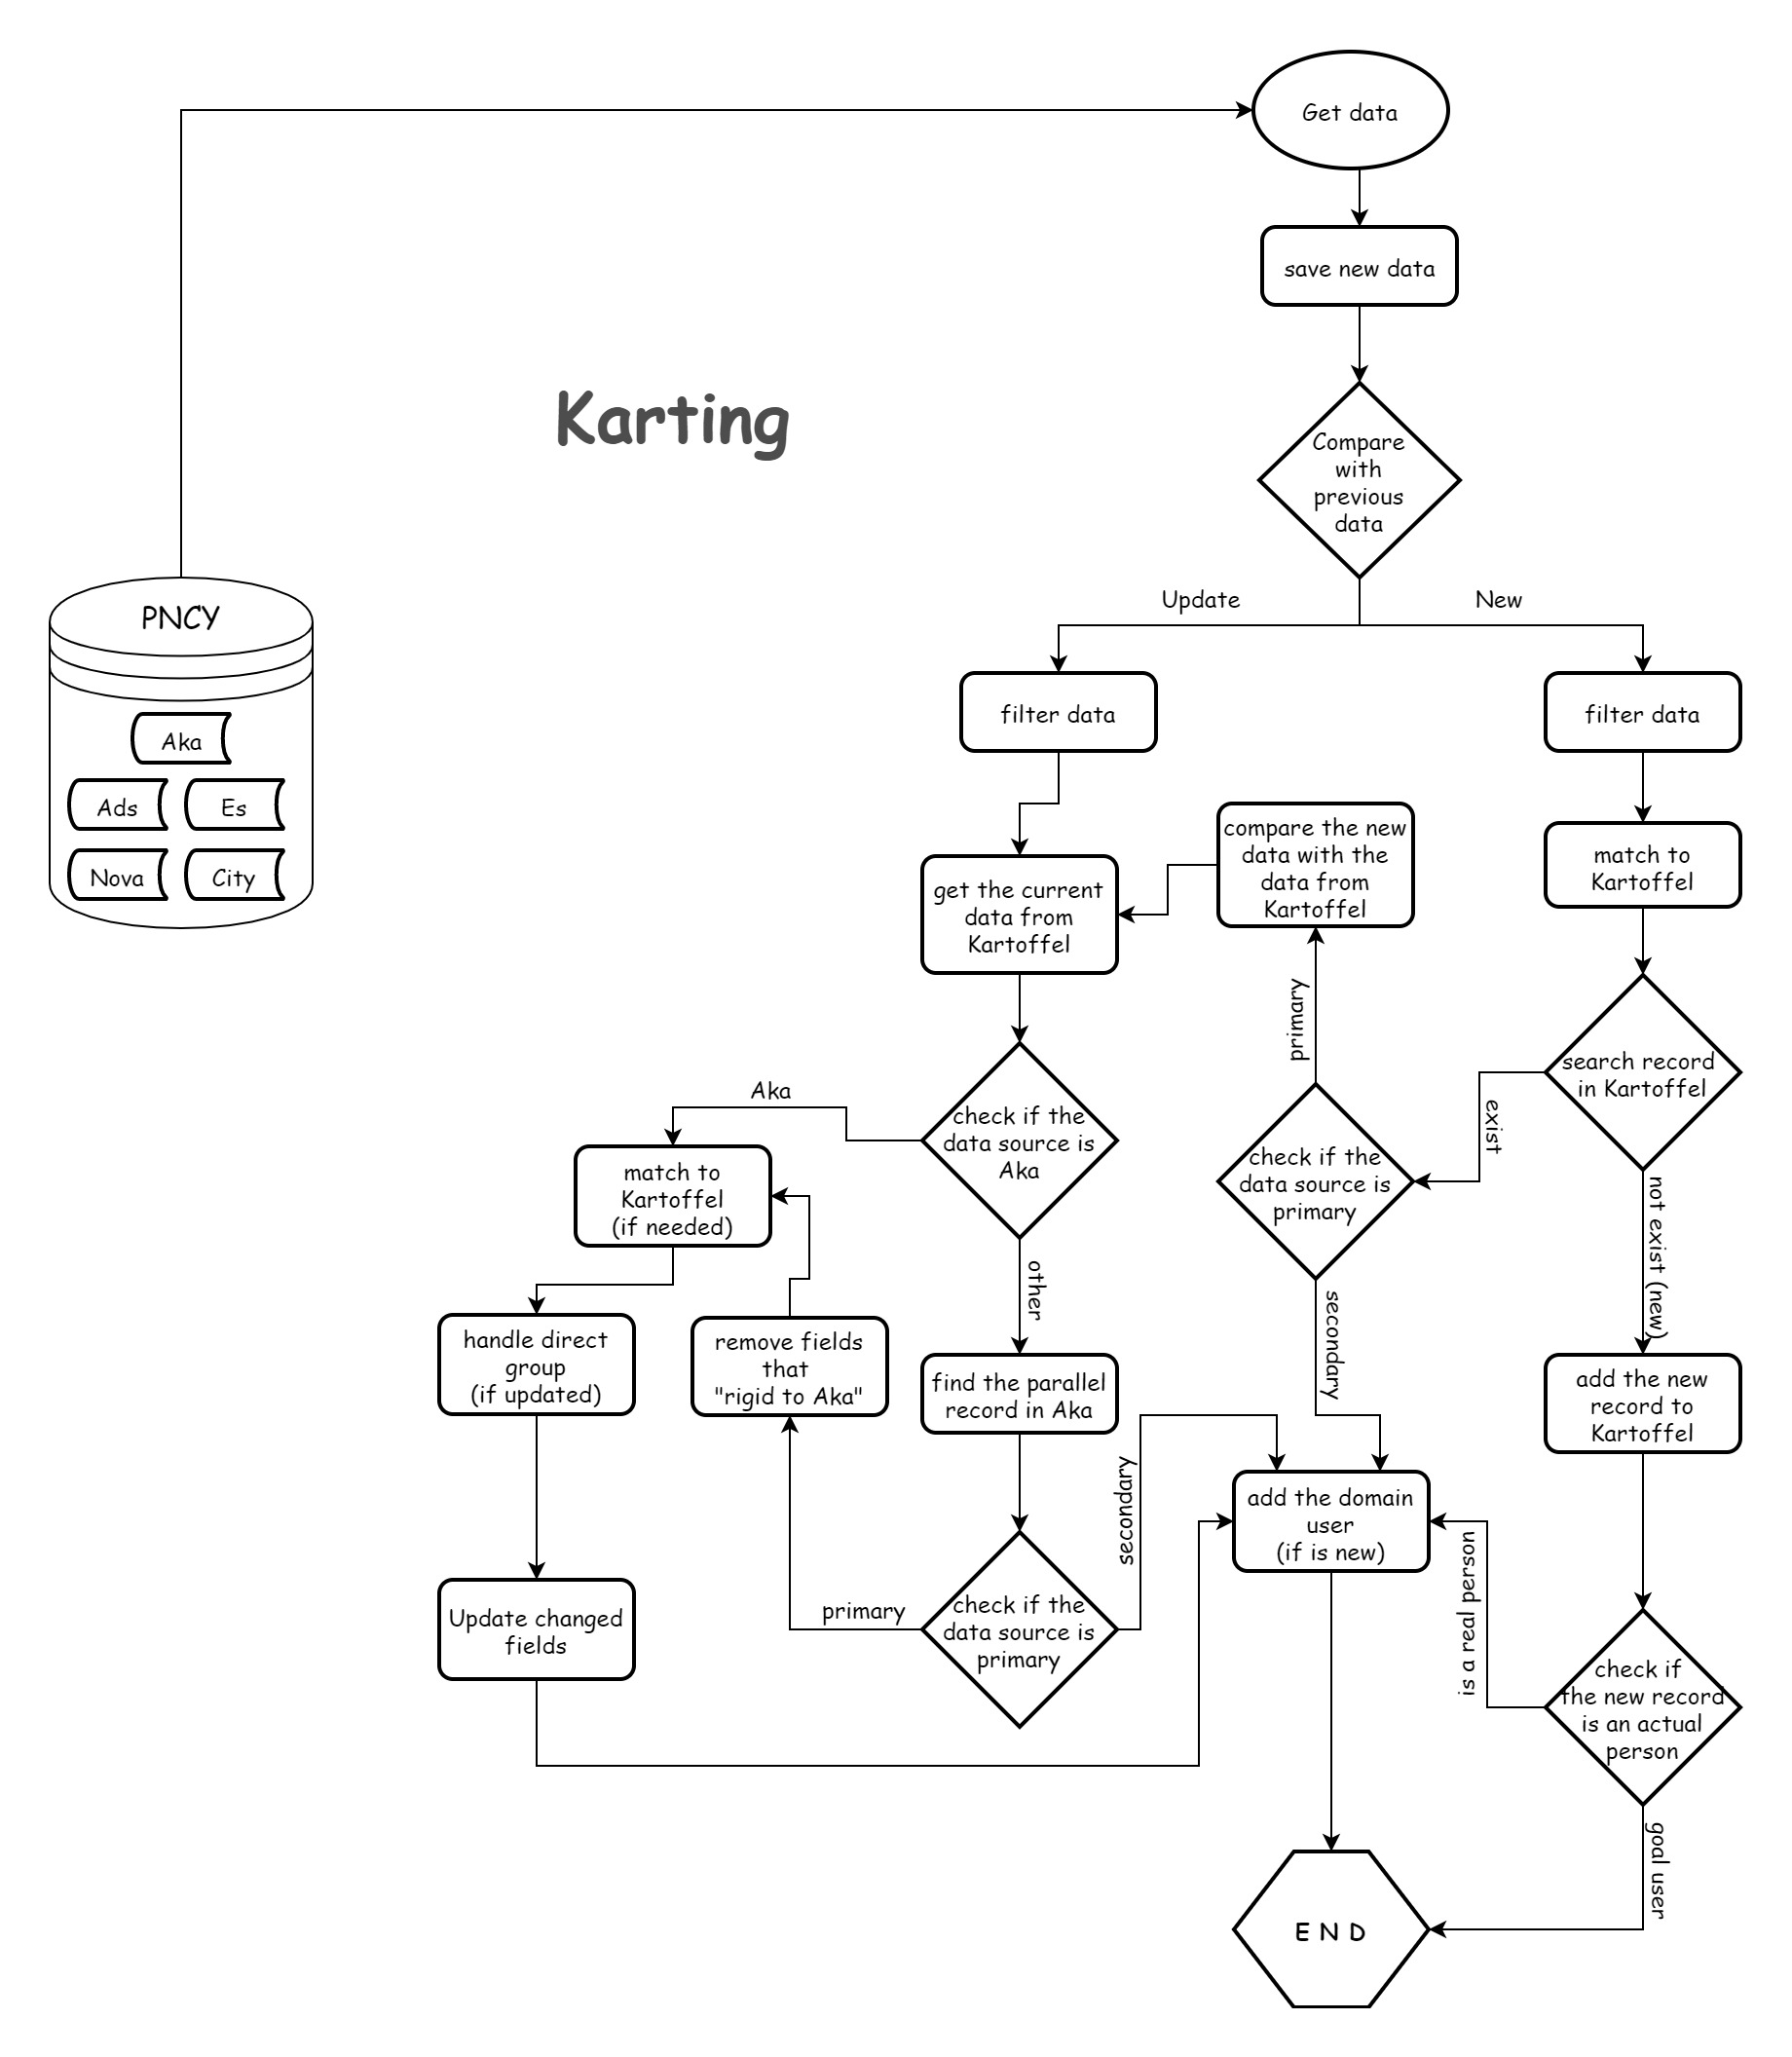 Get data
save new data
Karting
Compare
with
previous
data
Update
New
PNCY
Aka
Ads
Es
Nova
City
filter data
filter data
compare the new
data with the
data from
Kartoffel
match to
Kartoffel
get the current
data from
Kartoffel
primary
search record
in Kartoffel
exist
Aka
check if the
data source is
Aka
check if the
data source is
primary
match to
Kartoffel
(if needed)
not exist (new)
other
secondary
handle direct
group
(if updated)
remove fields
that
"rigid to Aka"
find the parallel
record in Aka
add the new
record to
Kartoffel
secondary
add the domain
user
(if is new)
is a real person
primary
check if the
data source is
primary
Update changed
fields
check if
the new record
is an actual
person
goal user
E N D